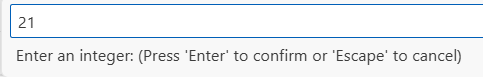 21
Enter an integer: (Press 'Enter' to confirm or 'Escape' to cancel)